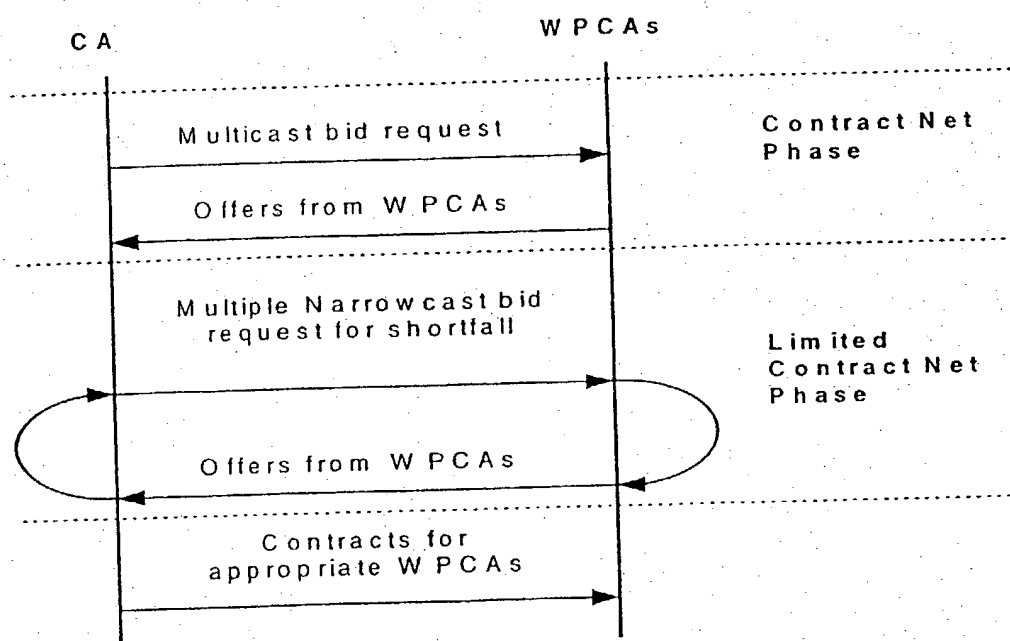 CA
WPCAs
Multicast bid request
Contract Net
Phase
Offers from WPCAs
Multiple Narrowcast bid
request for shortfall
Limited
Contract Net
Phase
Offers from WPCAs
Contracts for
appropriate WPCAs